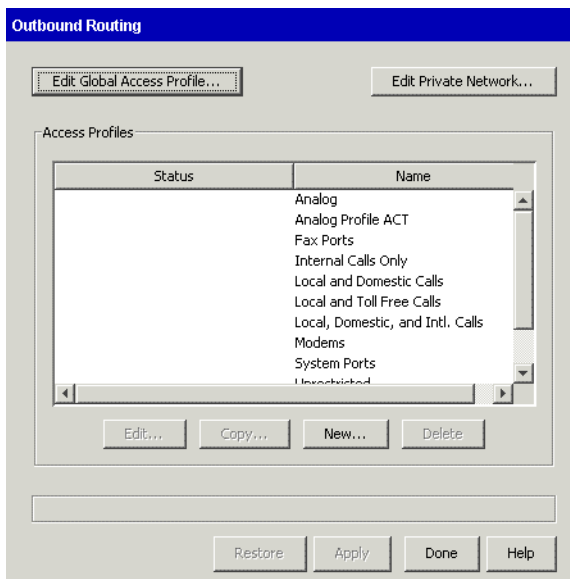 Outbound Routing
Edit Global Access Profile... Edit Private Network...
Access Profiles
Status Name
Analog
Analog Profile ACT
Fax Ports
Internal Calls Only
Local and Domestic Calls
Local and Toll Free Calls
Local, Domestic, and Intl. Calls
Modems
System Ports
Unrestricted
Edit... Copy... New... Delete
Restore Apply Done Help